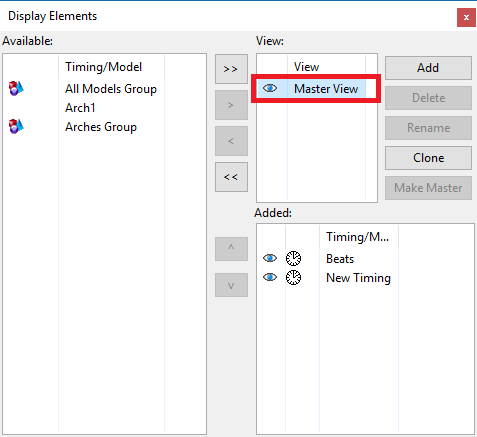 Display Elements
x
Available:
Timing/Model
All Models Group
Arch1
Arches Group
>>
>
<
<<
^
v
View:
View
Master View
Add
Delete
Rename
Clone
Make Master
Added:
Timing/M...
Beats
New Timing